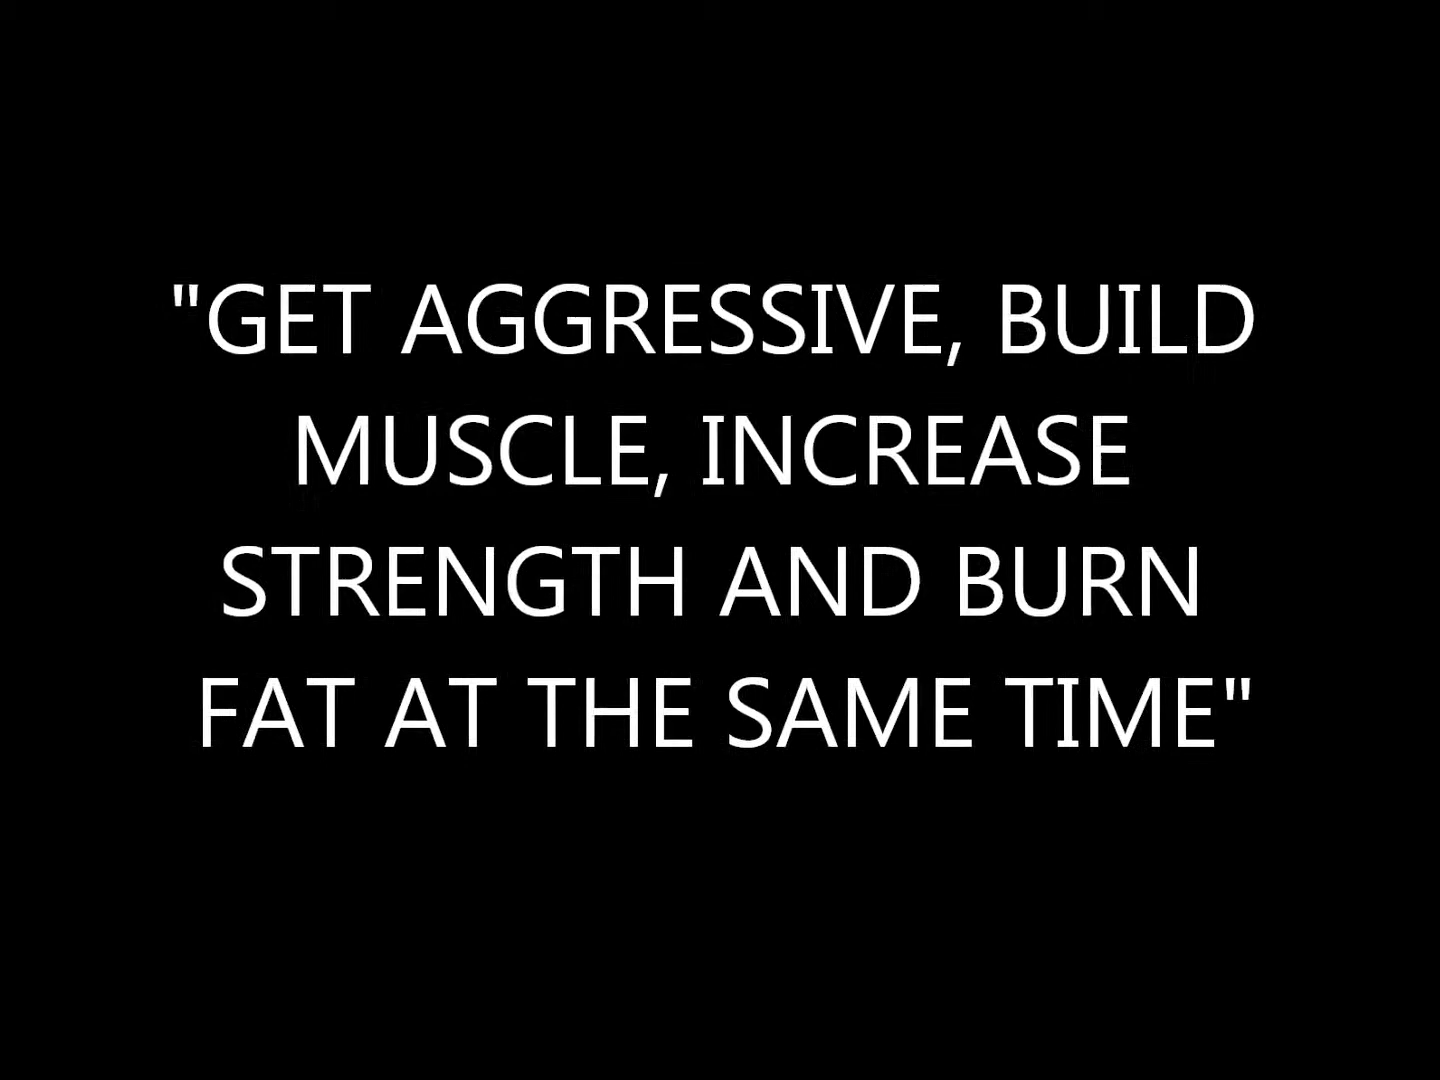 "GET AGGRESSIVE, BUILD
MUSCLE, INCREASE
STRENGTH AND BURN
FAT AT THE SAME TIME"